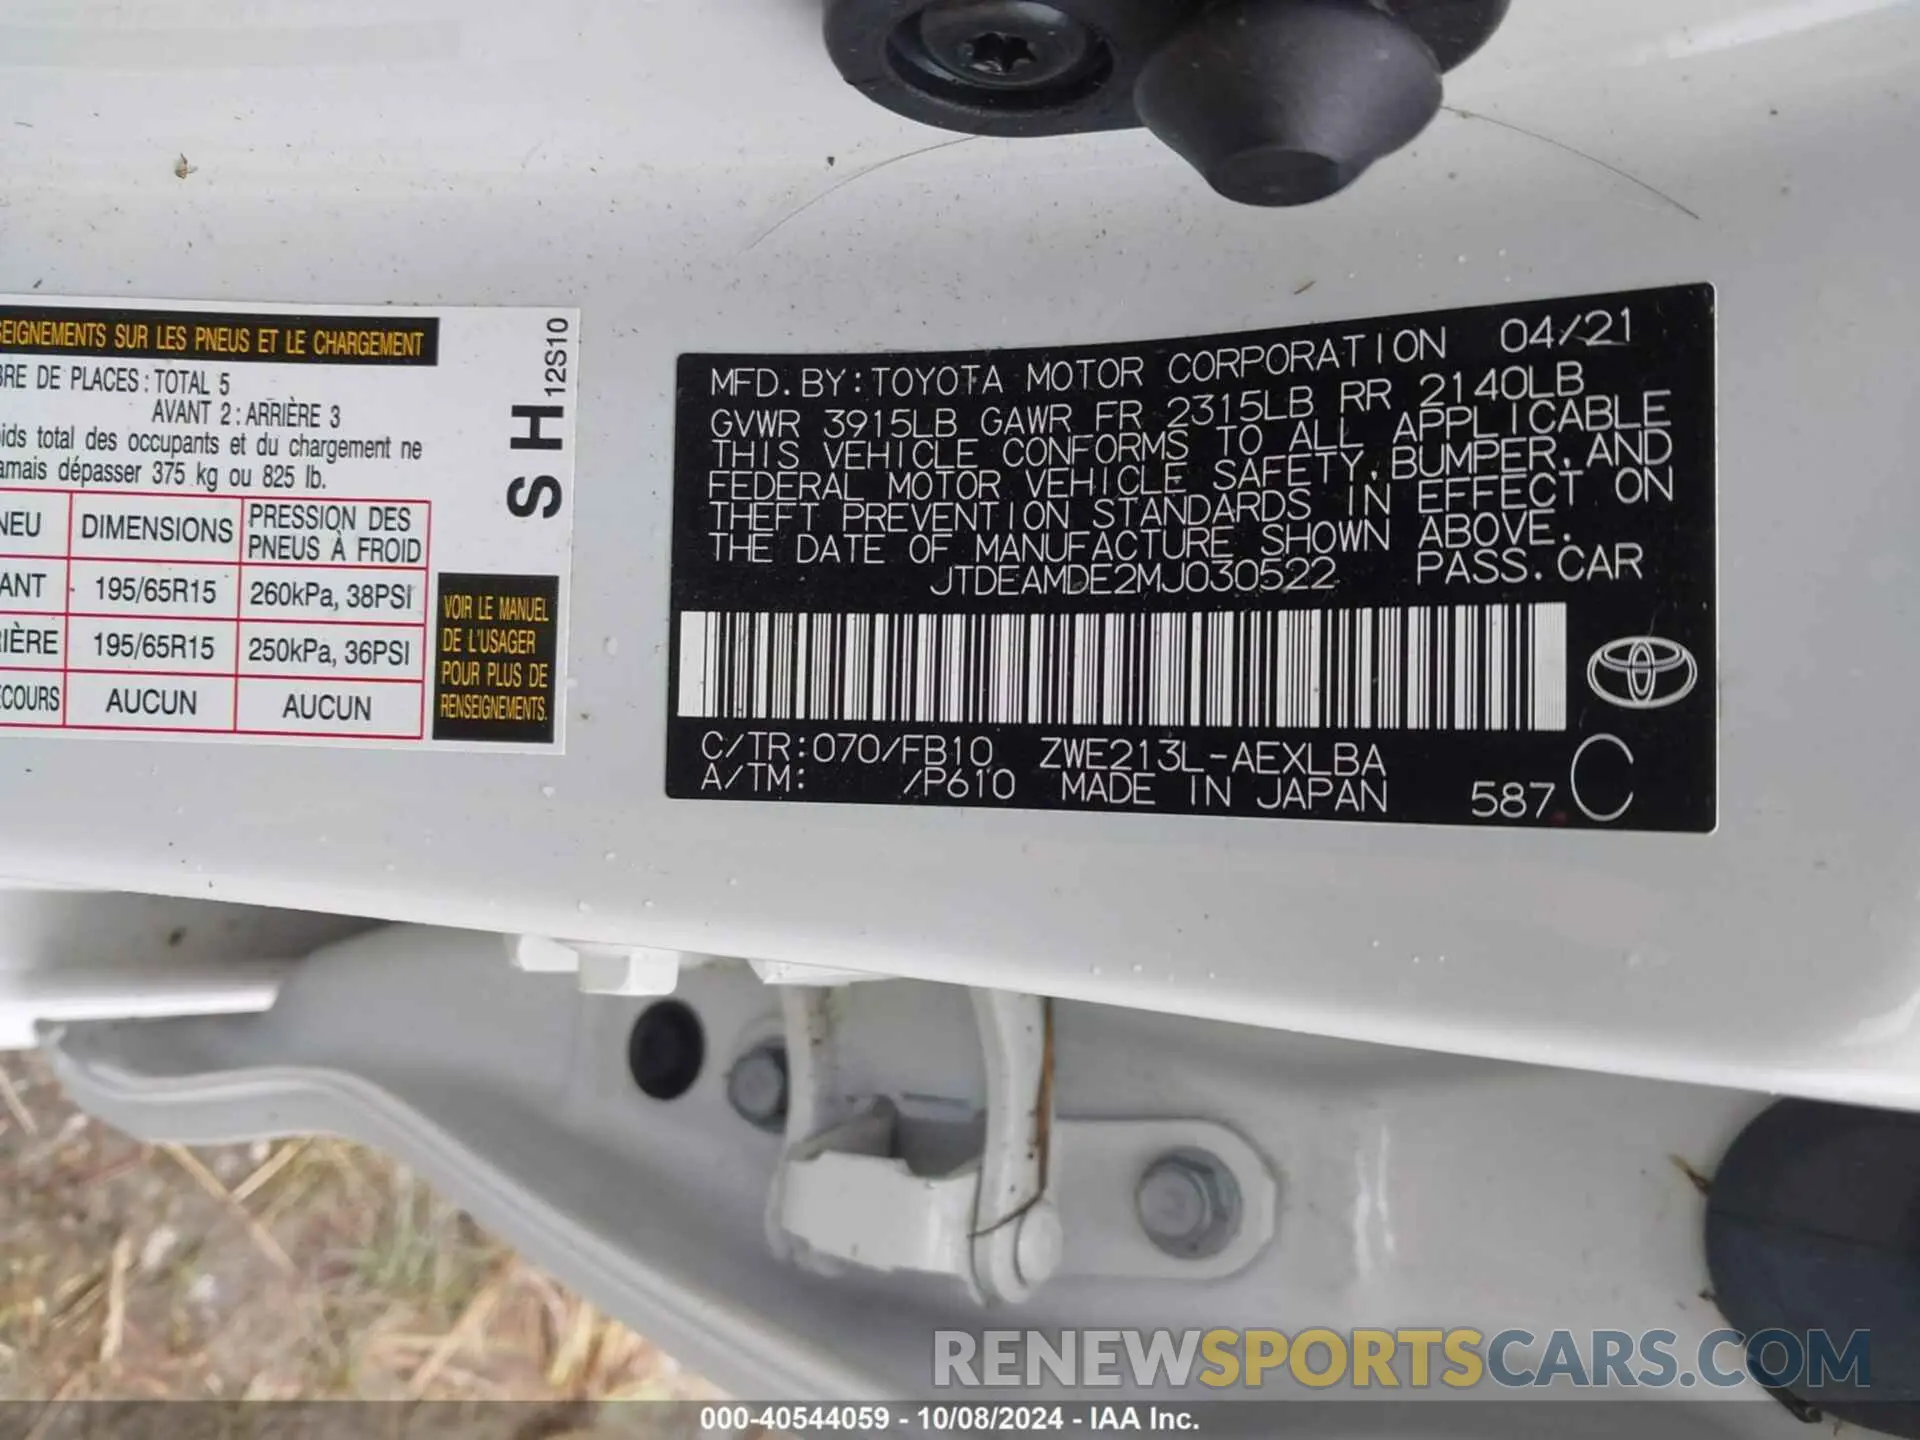 SEIGNEMENTS SUR LES PNEUS ET LE CHARGEMENT
BRE DE PLACES : TOTAL 5
AVANT 2 : ARRIÈRE 3
oids total des occupants et du chargement ne
amais dépasser 375 kg ou 825 lb.
NEU DIMENSIONS PRESSION DES
PNEUS À FROID
ANT 195/65R15 260kPa, 38PSI
IÈRE 195/65R15 250kPa, 36PSI
ECOURS AUCUN AUCUN
SH 12S10
VOIR LE MANUEL
DE L'USAGER
POUR PLUS DE
RENSEIGNEMENTS.
MFD. BY: TOYOTA MOTOR CORPORATION 04/21
GVWR 3915LB GAWR FR 2315LB RR 2140LB
THIS VEHICLE CONFORMS TO ALL APPLICABLE
FEDERAL MOTOR VEHICLE SAFETY, BUMPER, AND
THEFT PREVENTION STANDARDS IN EFFECT ON
THE DATE OF MANUFACTURE SHOWN ABOVE.
JTDEAMDE2MJ030522 PASS. CAR
C/TR: 070/FB10 ZWE213L-AEXLBA
A/TM: /P610 MADE IN JAPAN 587 C
RENEWSPORTSCARS.COM
000-40544059 - 10/08/2024 - IAA Inc.